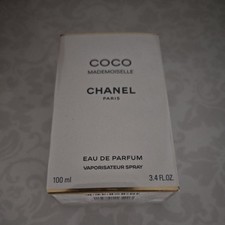 COCO
MADEMOISELLE
CHANEL
PARIS
EAU DE PARFUM
VAPORISATEUR SPRAY
100 ml 3.4 FL.OZ.